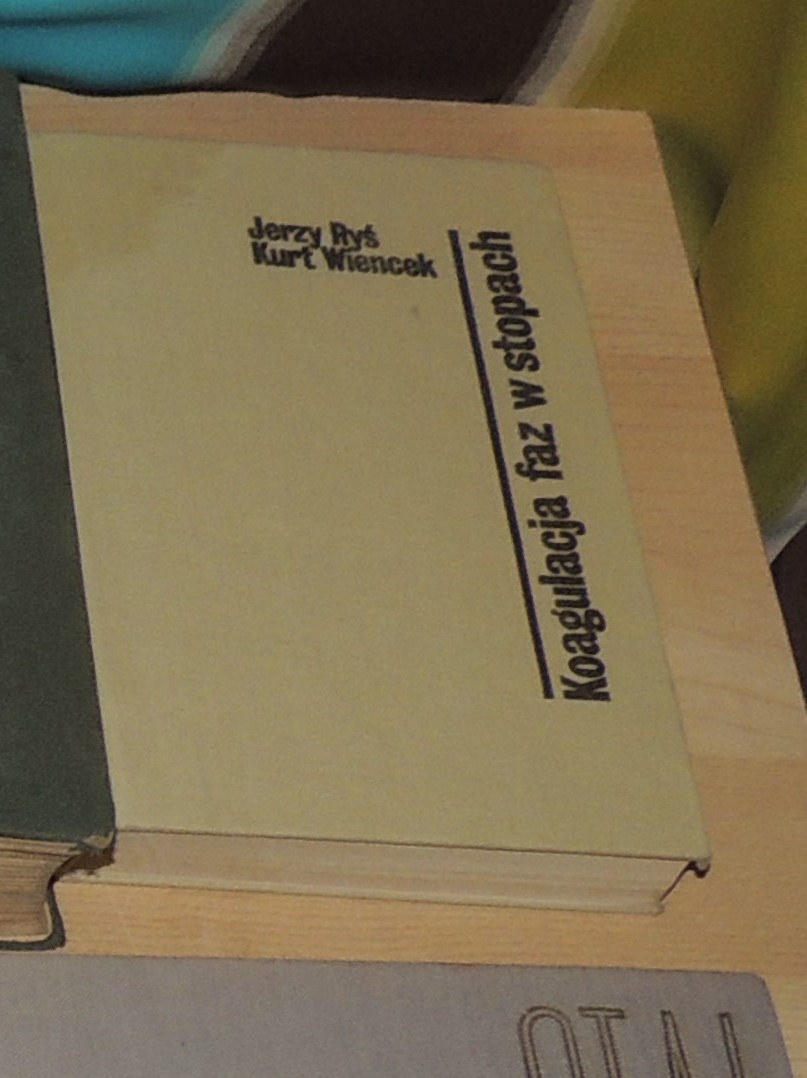 Jerzy Ryś
Kurt Wiencek
Koagulacja faz w stopach